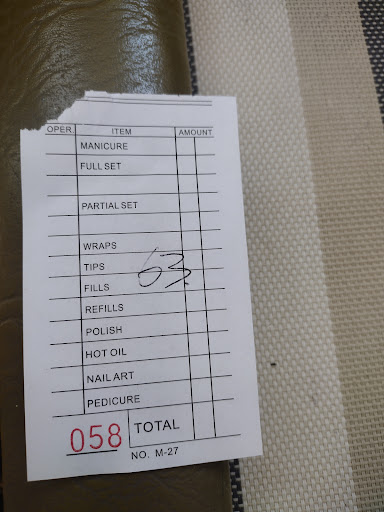 OPER. ITEM AMOUNT
MANICURE
FULL SET
PARTIAL SET
WRAPS
TIPS
63
FILLS
REFILLS
POLISH
HOT OIL
NAIL ART
PEDICURE
058 TOTAL
NO. M-27